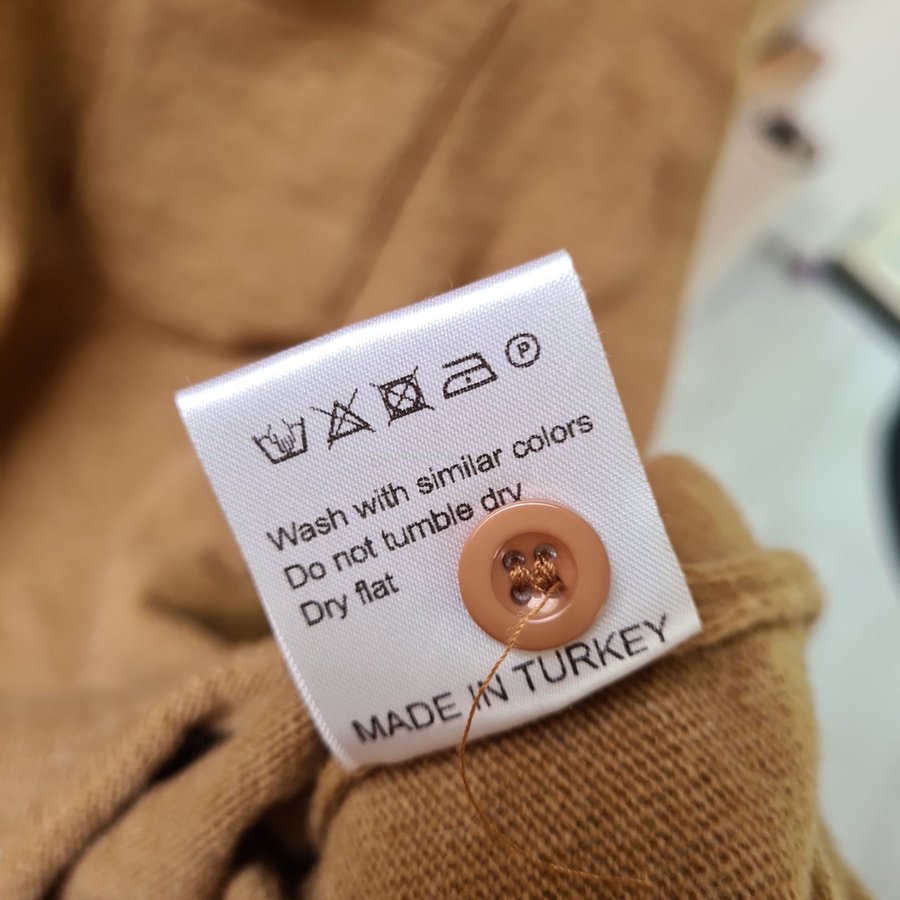 P
Wash with similar colors
Do not tumble dry
Dry flat
MADE IN TURKEY